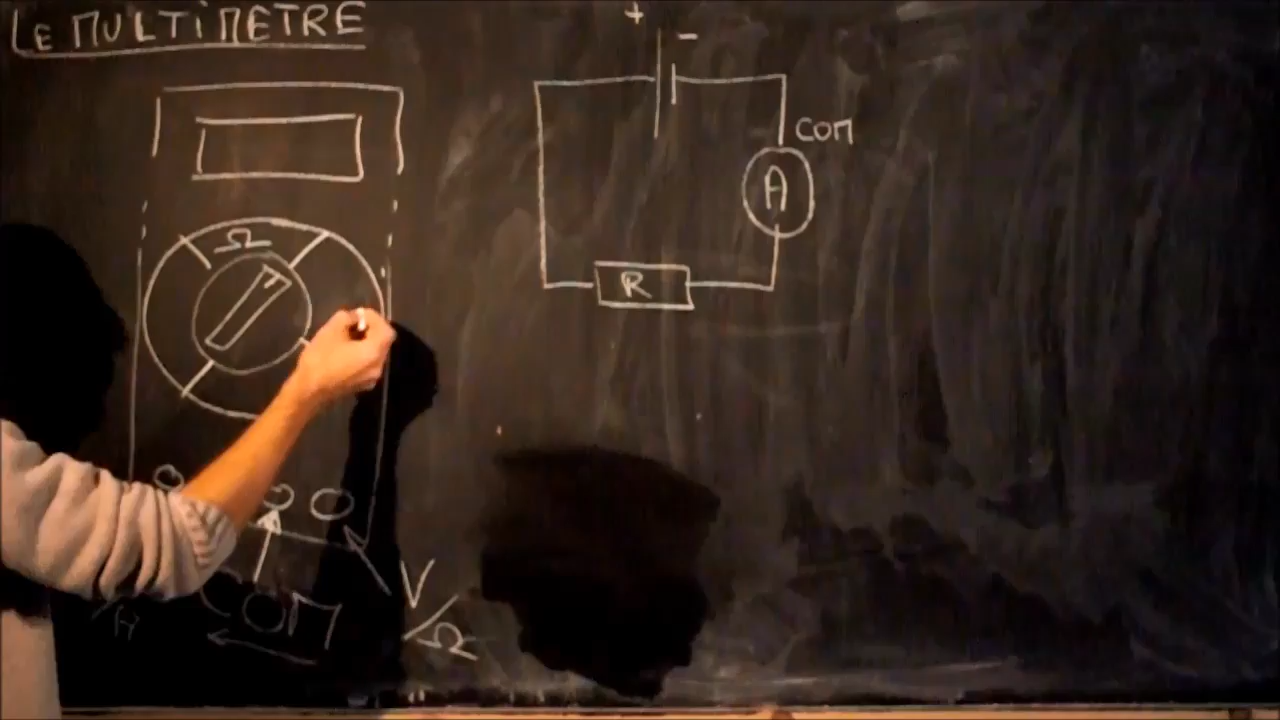 LE MULTIMETRE
+
-
COM
A
R
Ω
COM
V/Ω
A